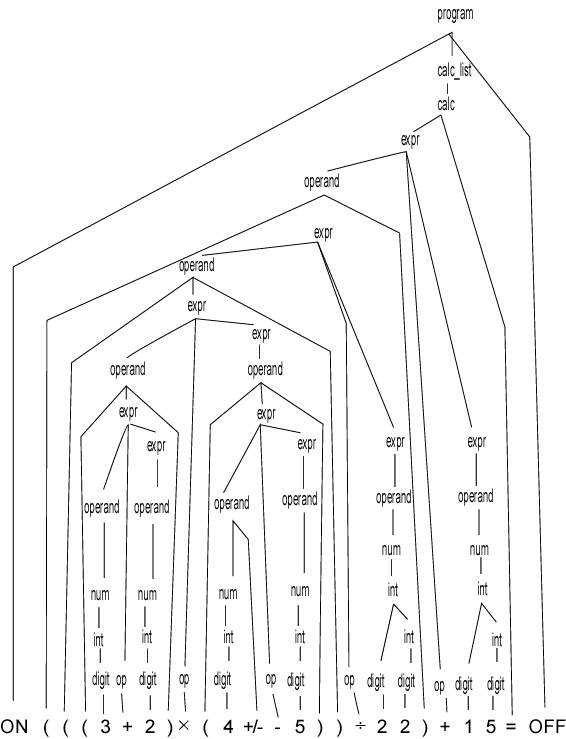 program
calc_list
calc
expr
operand
expr
operand
expr
expr
operand operand
expr expr
expr expr expr expr
operand operand operand operand operand operand
num num
int int
num num num num
int int int int int int
digit op digit op digit op digit op digit digit op digit digit
ON ( ( ( 3 + 2 ) × ( 4 +/- - 5 ) ) ÷ 2 2 ) + 1 5 = OFF